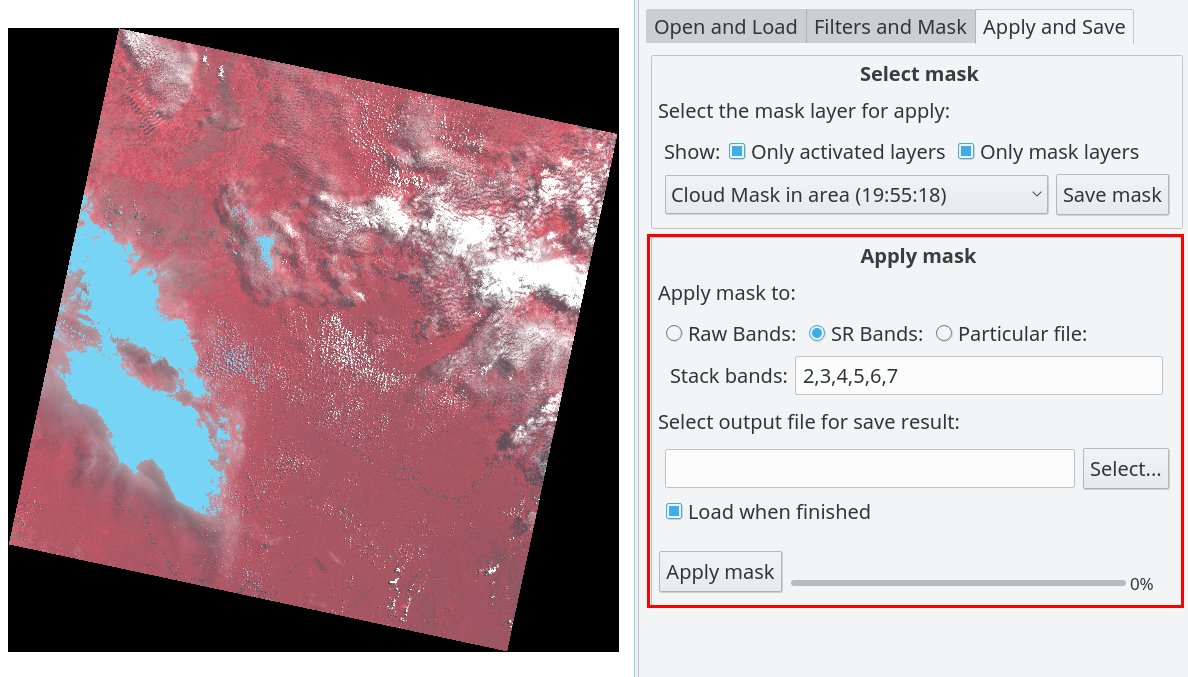 Open and Load Filters and Mask Apply and Save
Select mask
Select the mask layer for apply:
Show: Only activated layers Only mask layers
Cloud Mask in area (19:55:18) Save mask
Apply mask
Apply mask to:
Raw Bands: SR Bands: Particular file:
Stack bands: 2,3,4,5,6,7
Select output file for save result:
Select...
Load when finished
Apply mask 0%